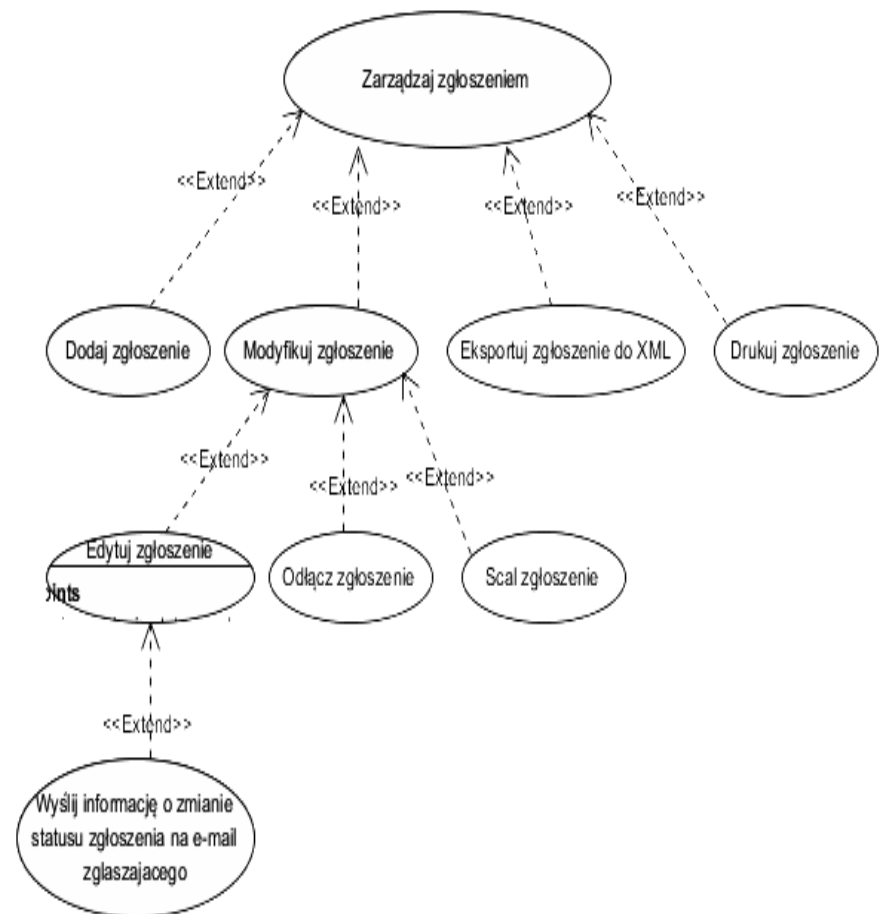 Zarządzaj zgłoszeniem
<<Extend>>
<<Extend>>
<<Extend>>
<<Extend>>
Dodaj zgłoszenie
Modyfikuj zgłoszenie
Eksportuj zgłoszenie do XML
Drukuj zgłoszenie
<<Extend>>
<<Extend>>
<<Extend>>
Edytuj zgłoszenie
Odłącz zgłoszenie
Scal zgłoszenie
ints
<<Extend>>
Wyślij informację o zmianie
statusu zgłoszenia na e-mail
zglaszajacego